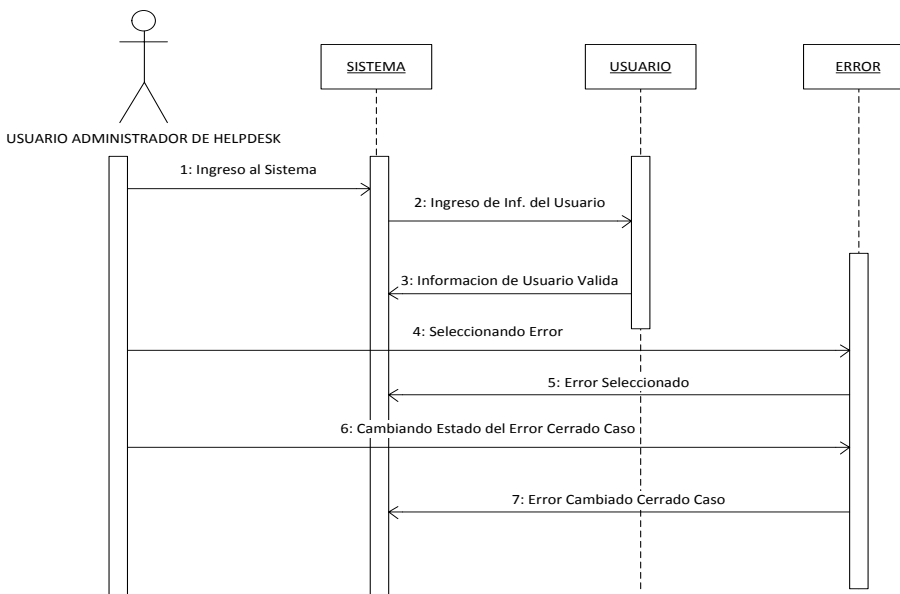 SISTEMA
USUARIO
ERROR
USUARIO ADMINISTRADOR DE HELPDESK
1: Ingreso al Sistema
2: Ingreso de Inf. del Usuario
3: Informacion de Usuario Valida
4: Seleccionando Error
5: Error Seleccionado
6: Cambiando Estado del Error Cerrado Caso
7: Error Cambiado Cerrado Caso